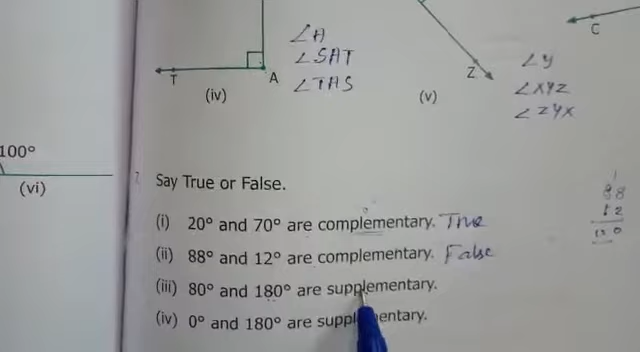 ∠A
∠SAT
∠TAS
T
A
(iv)
Z
(v)
∠Y
∠XYZ
∠ZYX
C
100°
(vi)
Say True or False.
(i) 20° and 70° are complementary. True
(ii) 88° and 12° are complementary. False
(iii) 80° and 180° are supplementary.
(iv) 0° and 180° are supplementary.
1
88
12